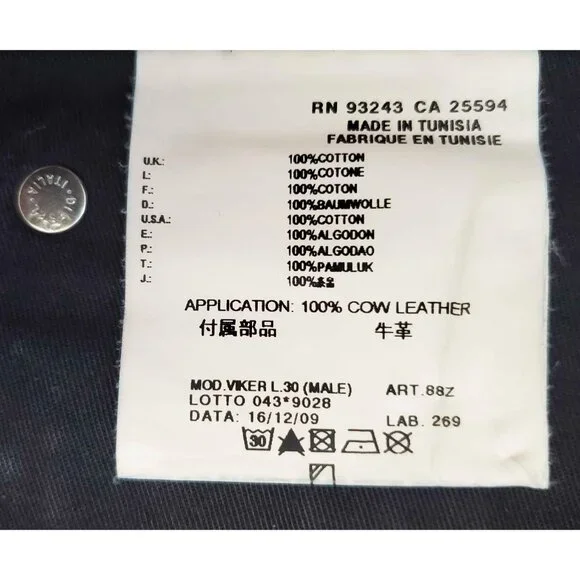 RN 93243 CA 25594
MADE IN TUNISIA
FABRIQUE EN TUNISIE
U.K.: 100%COTTON
I.: 100%COTONE
F.: 100%COTON
D.: 100%BAUMWOLLE
U.S.A.: 100%COTTON
E.: 100%ALGODON
P.: 100%ALGODAO
T.: 100%PAMULUK
J.: 100%
APPLICATION: 100% COW LEATHER
付属部品 牛革
MOD.VIKER L.30 (MALE) ART.88Z
LOTTO 043*9028
DATA: 16/12/09 LAB. 269
30
ITALIA